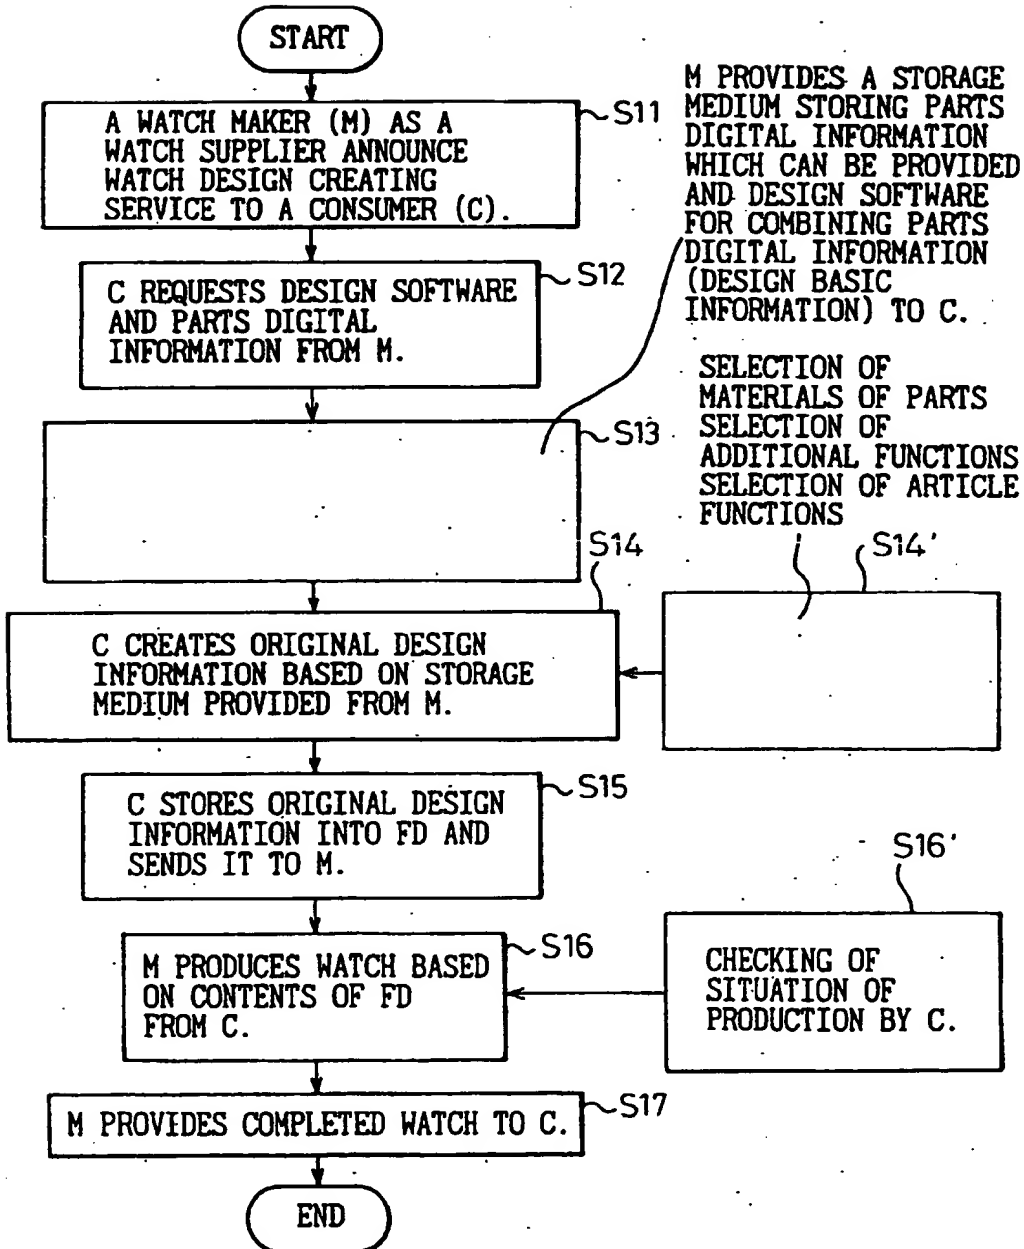 START
A WATCH MAKER (M) AS A
WATCH SUPPLIER ANNOUNCE
WATCH DESIGN CREATING
SERVICE TO A CONSUMER (C).
S11
C REQUESTS DESIGN SOFTWARE
AND PARTS DIGITAL
INFORMATION FROM M.
S12
M PROVIDES A STORAGE
MEDIUM STORING PARTS
DIGITAL INFORMATION
WHICH CAN BE PROVIDED
AND DESIGN SOFTWARE
FOR COMBINING PARTS
DIGITAL INFORMATION
(DESIGN BASIC
INFORMATION) TO C.
S13
SELECTION OF
MATERIALS OF PARTS
SELECTION OF
ADDITIONAL FUNCTIONS
SELECTION OF ARTICLE
FUNCTIONS
S14
S14'
C CREATES ORIGINAL DESIGN
INFORMATION BASED ON STORAGE
MEDIUM PROVIDED FROM M.
C STORES ORIGINAL DESIGN
INFORMATION INTO FD AND
SENDS IT TO M.
S15
M PRODUCES WATCH BASED
ON CONTENTS OF FD
FROM C.
S16
S16'
CHECKING OF
SITUATION OF
PRODUCTION BY C.
M PROVIDES COMPLETED WATCH TO C.
S17
END